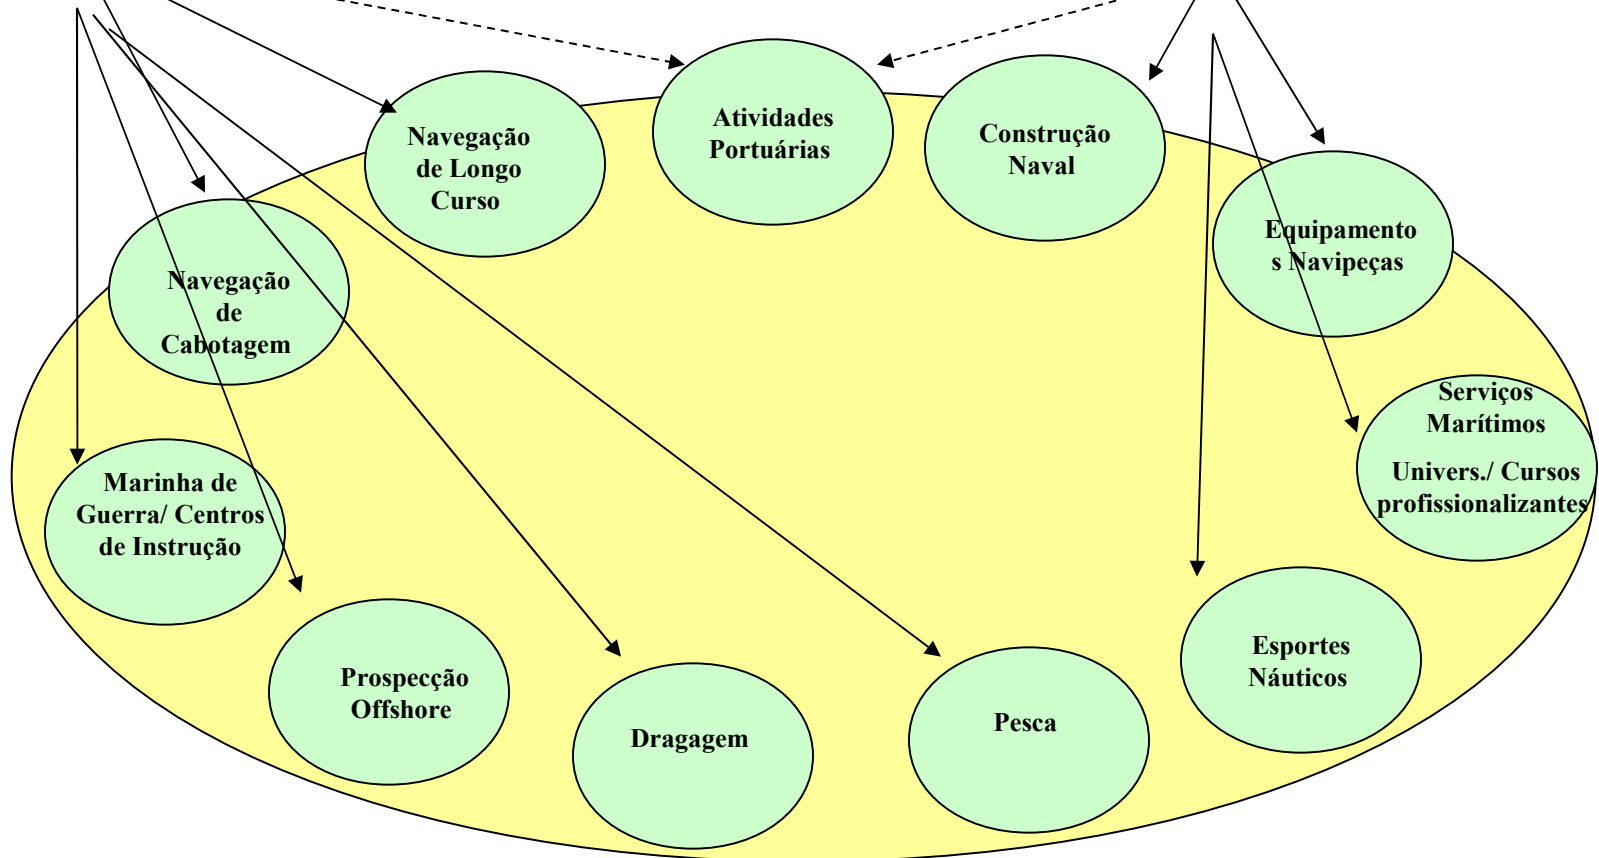 Atividades
Portuárias
Construção
Naval
Navegação
de Longo
Curso
Equipamento
s Navipeças
Navegação
de
Cabotagem
Serviços
Marítimos
Univers./ Cursos
profissionalizantes
Marinha de
Guerra/ Centros
de Instrução
Esportes
Náuticos
Prospecção
Offshore
Pesca
Dragagem